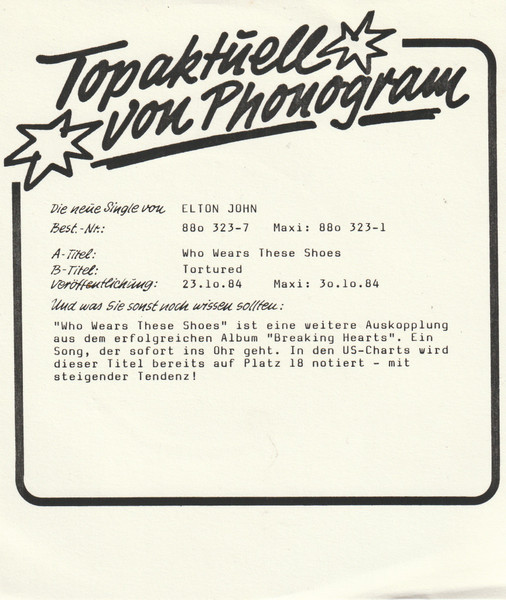 Topaktuell
von Phonogram
Die neue Single von ELTON JOHN
Best.-Nr.: 88o 323-7 Maxi: 88o 323-1
A-Titel: Who Wears These Shoes
B-Titel: Tortured
Veröffentlichung: 23.1o.84 Maxi: 3o.1o.84
Und was Sie sonst noch wissen sollten:
"Who Wears These Shoes" ist eine weitere Auskopplung
aus dem erfolgreichen Album "Breaking Hearts". Ein
Song, der sofort ins Ohr geht. In den US-Charts wird
dieser Titel bereits auf Platz 18 notiert - mit
steigender Tendenz!